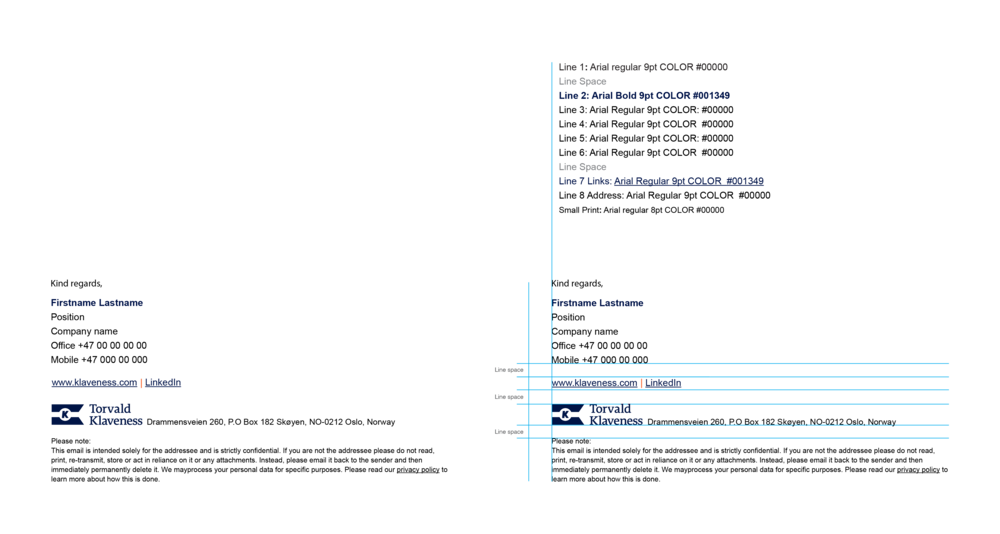 Line 1: Arial regular 9pt COLOR #00000
Line Space
Line 2: Arial Bold 9pt COLOR #001349
Line 3: Arial Regular 9pt COLOR: #00000
Line 4: Arial Regular 9pt COLOR  #00000
Line 5: Arial Regular 9pt COLOR: #00000
Line 6: Arial Regular 9pt COLOR  #00000
Line Space
Line 7 Links: Arial Regular 9pt COLOR  #001349
Line 8 Address: Arial Regular 9pt COLOR  #00000
Small Print: Arial regular 8pt COLOR #00000
Kind regards,
Firstname Lastname
Position
Company name
Office +47 00 00 00 00
Mobile +47 000 00 000
www.klaveness.com | LinkedIn
K
Torvald
Klaveness Drammensveien 260, P.O Box 182 Skøyen, NO-0212 Oslo, Norway
Please note:
This email is intended solely for the addressee and is strictly confidential. If you are not the addressee please do not read,
print, re-transmit, store or act in reliance on it or any attachments. Instead, please email it back to the sender and then
immediately permanently delete it. We mayprocess your personal data for specific purposes. Please read our privacy policy to
learn more about how this is done.
Kind regards,
Firstname Lastname
Position
Company name
Office +47 00 00 00 00
Mobile +47 000 00 000
Line space
www.klaveness.com | LinkedIn
Line space
K
Torvald
Klaveness Drammensveien 260, P.O Box 182 Skøyen, NO-0212 Oslo, Norway
Line space
Please note:
This email is intended solely for the addressee and is strictly confidential. If you are not the addressee please do not read,
print, re-transmit, store or act in reliance on it or any attachments. Instead, please email it back to the sender and then
immediately permanently delete it. We mayprocess your personal data for specific purposes. Please read our privacy policy to
learn more about how this is done.